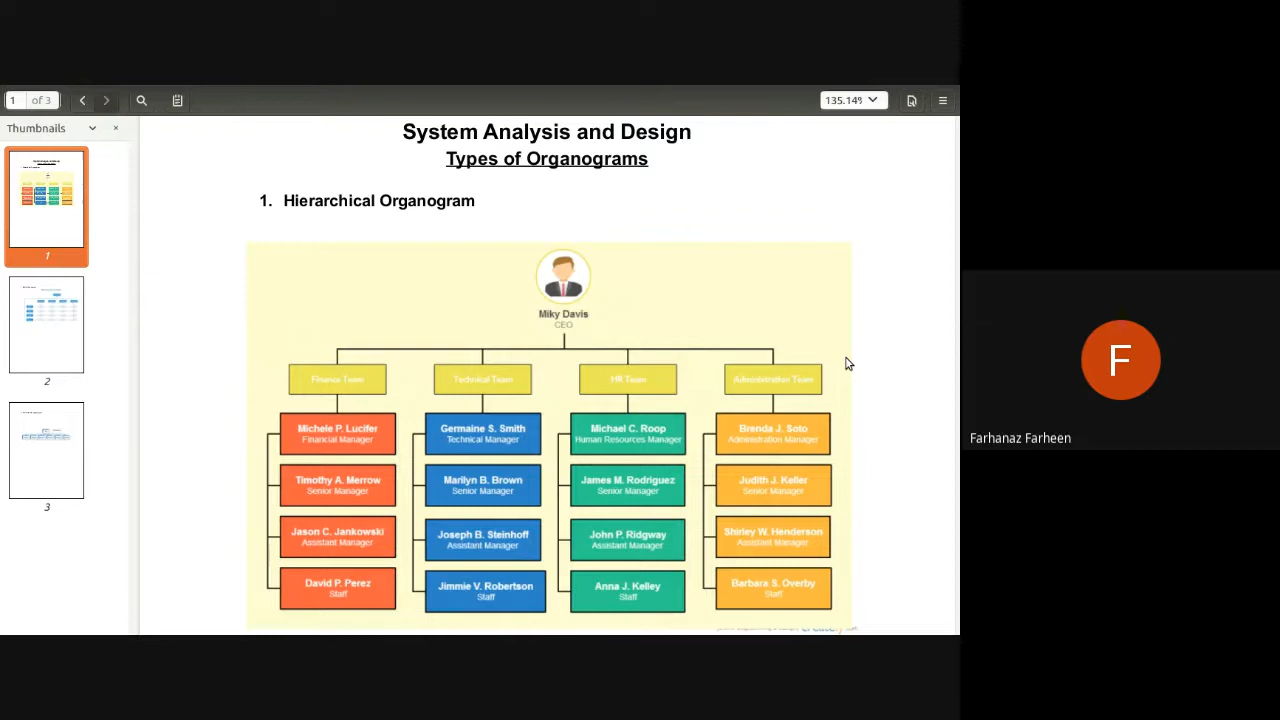 1 of 3
135.14%
Thumbnails
System Analysis and Design
Types of Organograms
1. Hierarchical Organogram
Miky Davis
CEO
Finance Team Technical Team HR Team Administration Team
Michele P. Lucifer Germaine S. Smith Michael C. Roop Brenda J. Soto
Financial Manager Technical Manager Human Resources Manager Administration Manager
Timothy A. Merrow Marilyn B. Brown James M. Rodriguez Judith J. Keller
Senior Manager Senior Manager Senior Manager Senior Manager
Jason C. Jankowski Joseph B. Steinhoff John P. Ridgway Shirley W. Henderson
Assistant Manager Assistant Manager Assistant Manager Assistant Manager
David P. Perez Jimmie V. Robertson Anna J. Kelley Barbara S. Overby
Staff Staff Staff Staff
1
2
3
F
Farhanaz Farheen